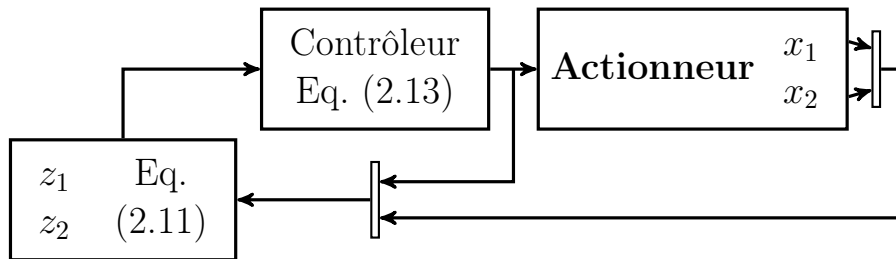 Contrôleur
Eq. (2.13)
Actionneur
x₁
x₂
z₁ Eq.
z₂ (2.11)